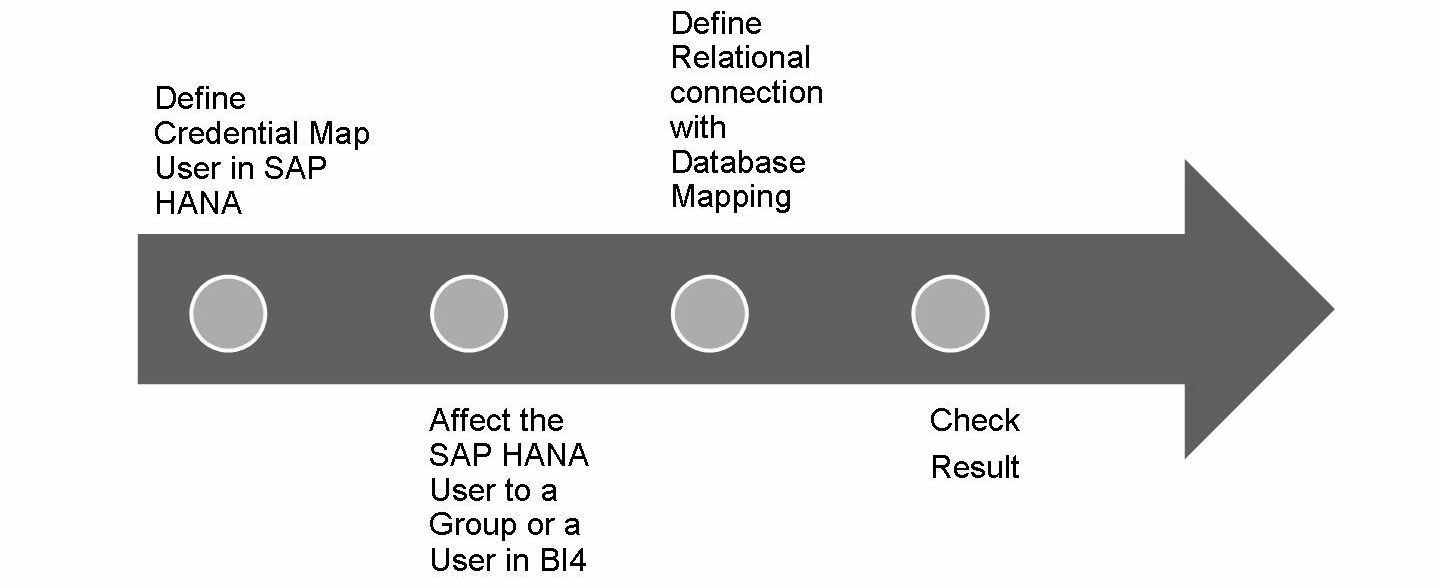 Define
Credential Map
User in SAP
HANA
Affect the
SAP HANA
User to a
Group or a
User in BI4
Define
Relational
connection
with
Database
Mapping
Check
Result